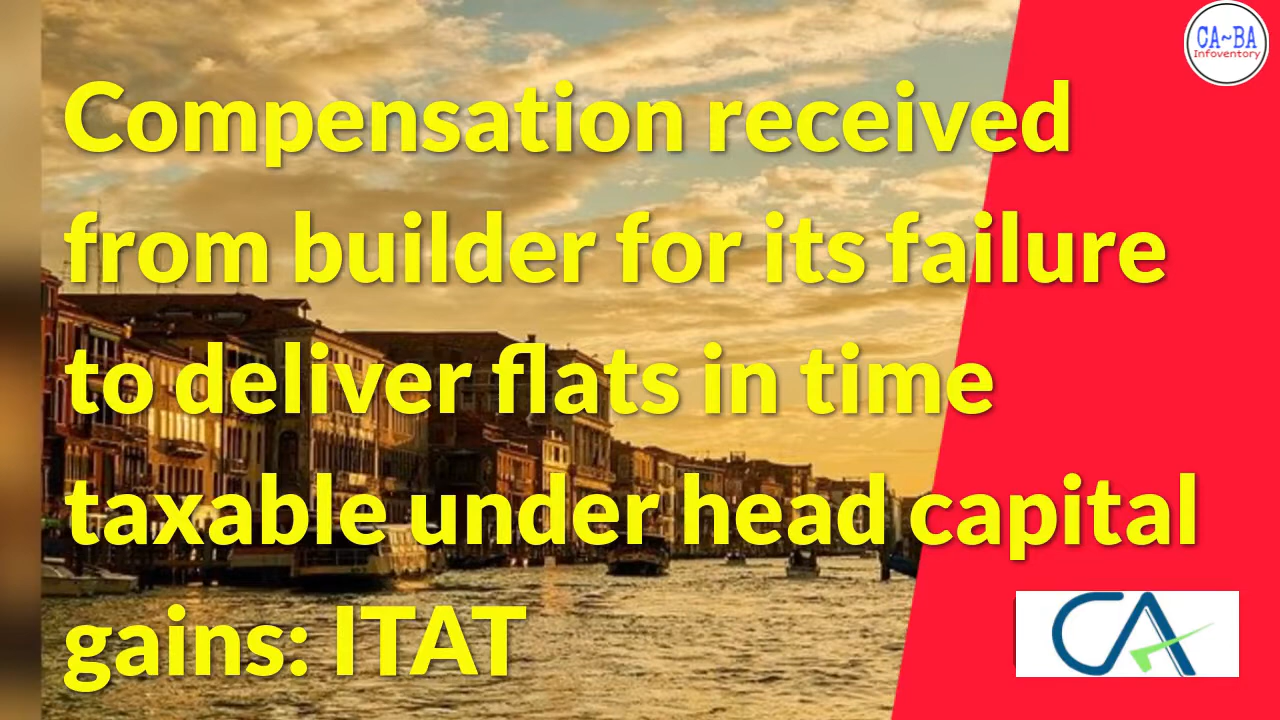 CA~BA
Infoventory
Compensation received
from builder for its failure
to deliver flats in time
taxable under head capital
gains: ITAT
CA